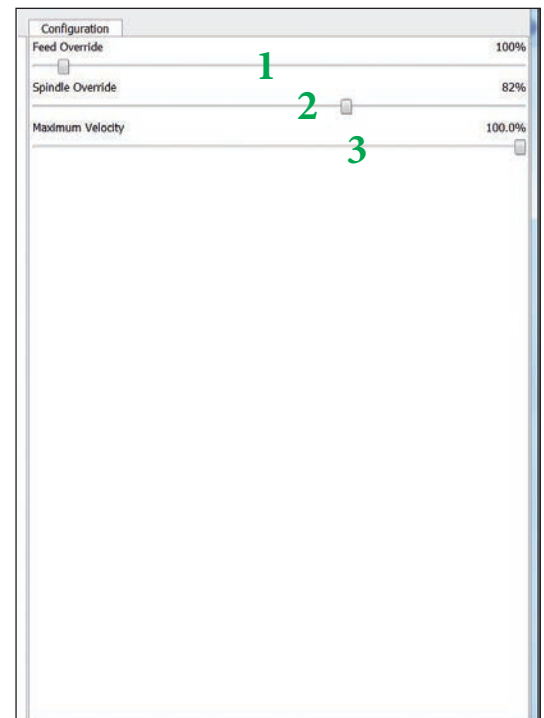 Configuration
Feed Override 100%
1
Spindle Override 82%
2
Maximum Velocity 100.0%
3